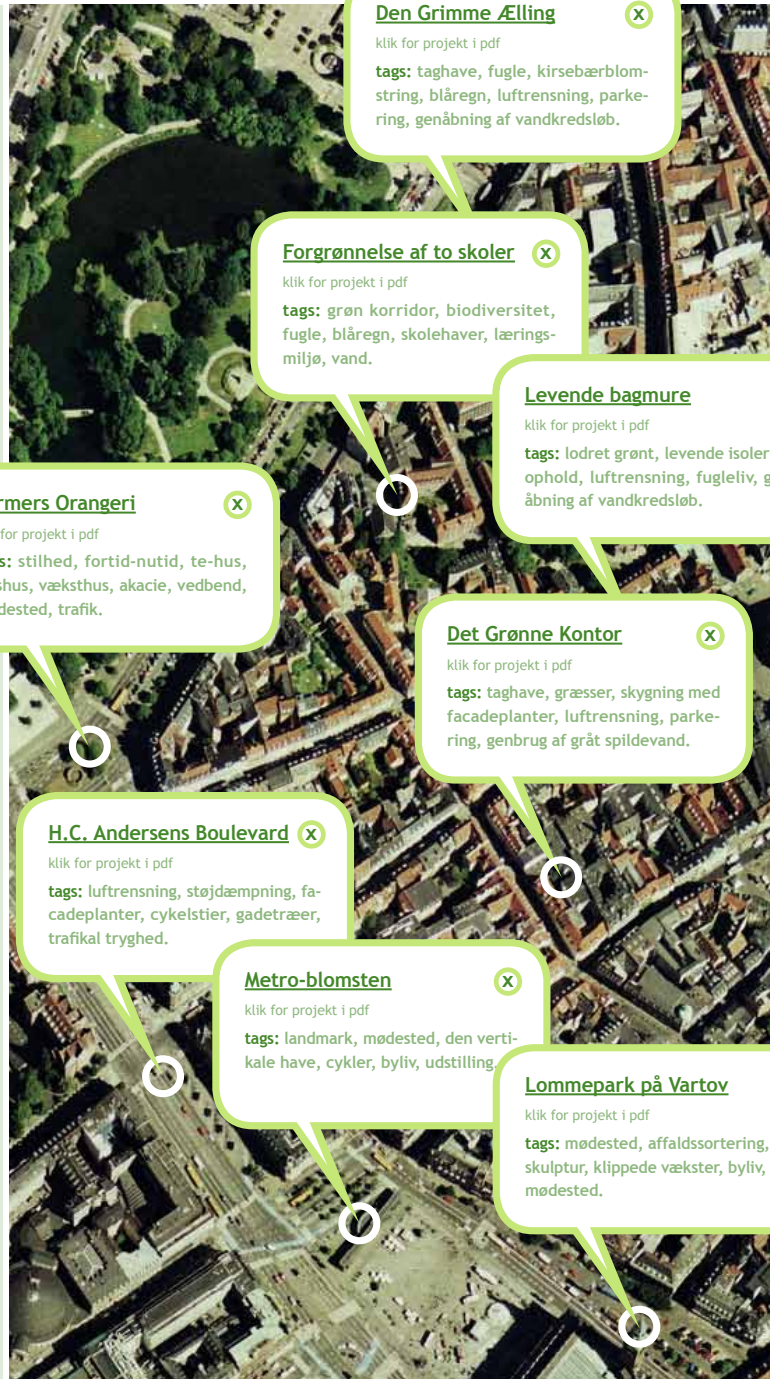 Den Grimme Ælling
X
klik for projekt i pdf
tags: taghave, fugle, kirsebærblom-
string, blåregn, luftrensning, parke-
ring, genåbning af vandkredsløb.
Forgrønnelse af to skoler
X
klik for projekt i pdf
tags: grøn korridor, biodiversitet,
fugle, blåregn, skolehaver, lærings-
miljø, vand.
Levende bagmure
klik for projekt i pdf
tags: lodret grønt, levende isoler
ophold, luftrensning, fugleliv, g
åbning af vandkredsløb.
rmers Orangeri
X
for projekt i pdf
s: stilhed, fortid-nutid, te-hus,
shus, væksthus, akacie, vedbend,
dested, trafik.
Det Grønne Kontor
X
klik for projekt i pdf
tags: taghave, græsser, skygning med
facadeplanter, luftrensning, parke-
ring, genbrug af gråt spildevand.
H.C. Andersens Boulevard
X
klik for projekt i pdf
tags: luftrensning, støjdæmpning, fa-
cadeplanter, cykelstier, gadetræer,
trafikal tryghed.
Metro-blomsten
X
klik for projekt i pdf
tags: landmark, mødested, den verti-
kale have, cykler, byliv, udstilling.
Lommepark på Vartov
klik for projekt i pdf
tags: mødested, affaldssortering,
skulptur, klippede vækster, byliv,
mødested.